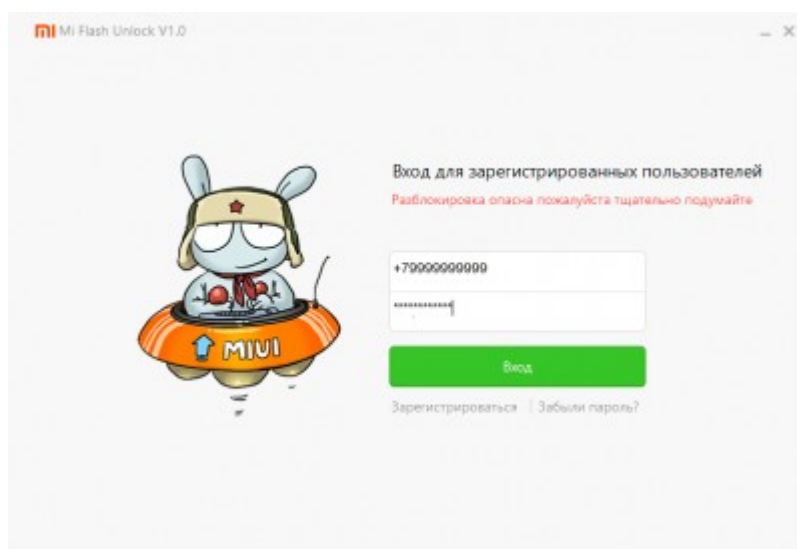 Mi Flash Unlock V1.0
Вход для зарегистрированных пользователей
Разблокировка опасна пожалуйста тщательно подумайте
+79999999999
MIUI
Вход
Зарегистрироваться | Забыли пароль?